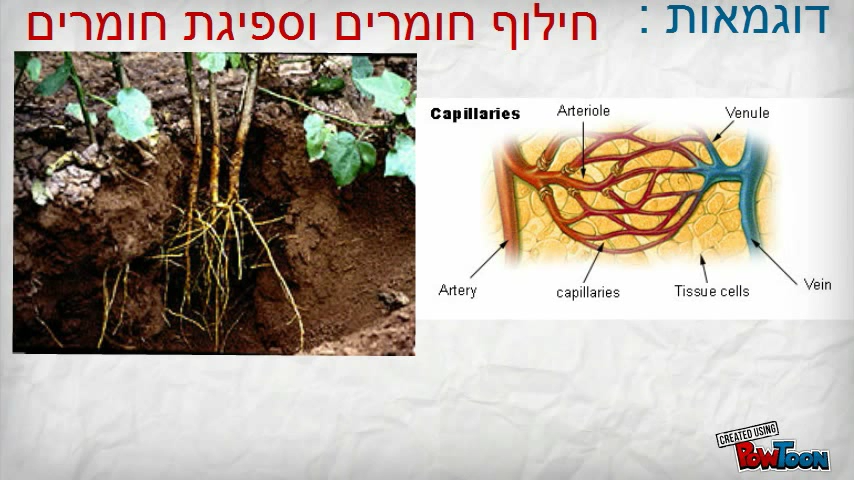 דוגמאות : חילוף חומרים וספיגת חומרים
Capillaries
Arteriole
Venule
Artery
capillaries
Tissue cells
Vein
CREATED USING
POWTOON